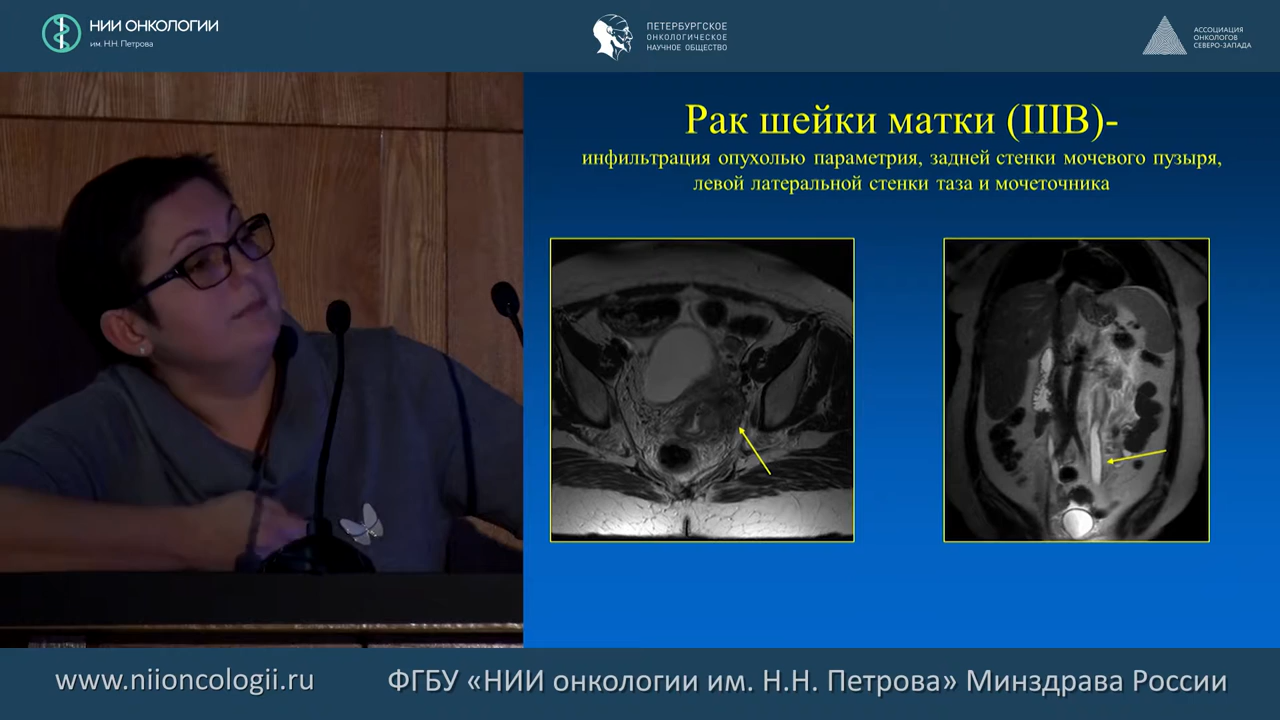 НИИ ОНКОЛОГИИ
им. Н.Н. Петрова
ПЕТЕРБУРГСКОЕ
ОНКОЛОГИЧЕСКОЕ
НАУЧНОЕ ОБЩЕСТВО
АССОЦИАЦИЯ
ОНКОЛОГОВ
СЕВЕРО-ЗАПАДА
Рак шейки матки (IIIB)-
инфильтрация опухолью параметрия, задней стенки мочевого пузыря,
левой латеральной стенки таза и мочеточника
www.niioncologii.ru
ФГБУ «НИИ онкологии им. Н.Н. Петрова» Минздрава России